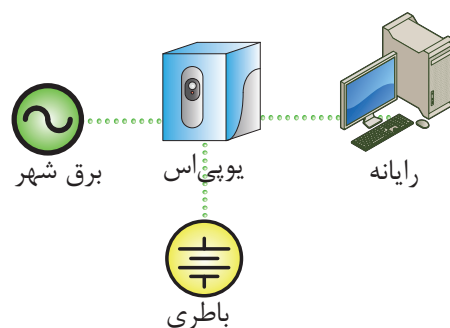 رایانه
یوپی‌اس
برق شهر
باطری